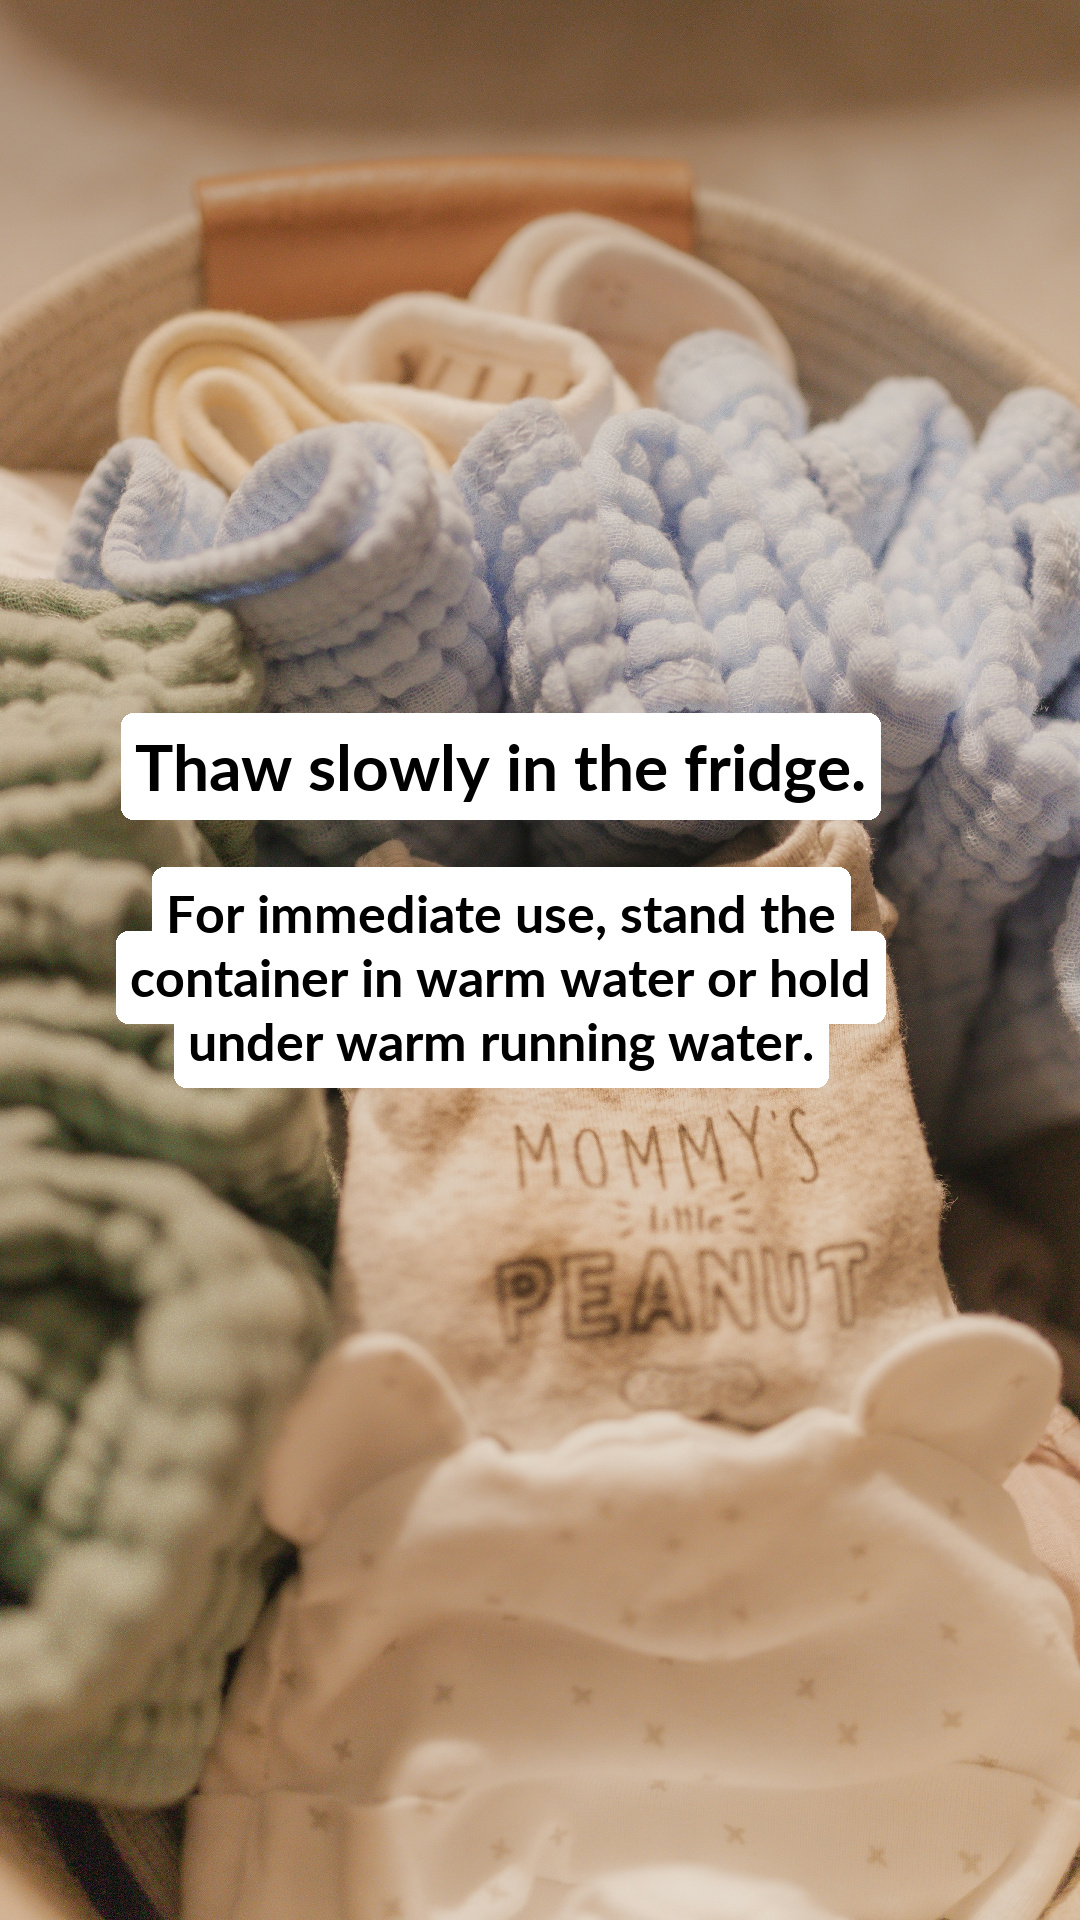 Thaw slowly in the fridge.
For immediate use, stand the
container in warm water or hold
under warm running water.
MOMMY'S
little
PEANUT